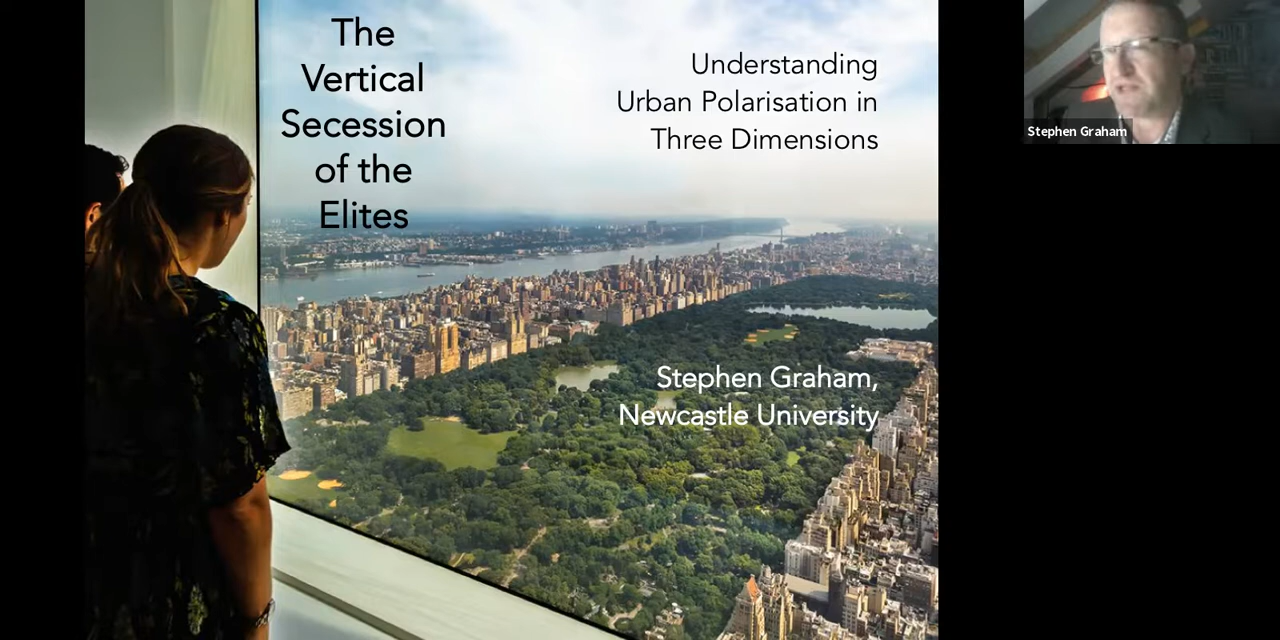 The
Vertical
Secession
of the
Elites
Understanding
Urban Polarisation in
Three Dimensions
Stephen Graham,
Newcastle University
Stephen Graham